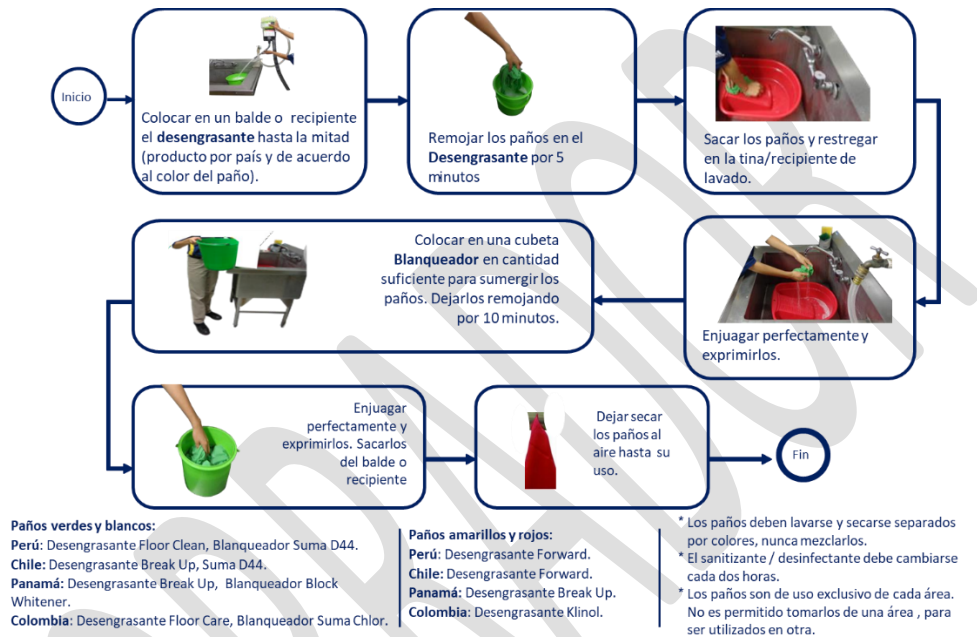 Inicio
Colocar en un balde o recipiente
el desengrasante hasta la mitad
(producto por país y de acuerdo
al color del paño).
Remojar los paños en el
Desengrasante por 5
minutos
Sacar los paños y restregar
en la tina/recipiente de
lavado.
Enjuagar perfectamente y
exprimirlos.
Colocar en una cubeta
Blanqueador en cantidad
suficiente para sumergir los
paños. Dejarlos remojando
por 10 minutos.
Enjuagar
perfectamente y
exprimirlos. Sacarlos
del balde o
recipiente
Dejar secar
los paños al
aire hasta su
uso.
Fin
Paños verdes y blancos:
Perú: Desengrasante Floor Clean, Blanqueador Suma D44.
Chile: Desengrasante Break Up, Suma D44.
Panamá: Desengrasante Break Up, Blanqueador Block
Whitener.
Colombia: Desengrasante Floor Care, Blanqueador Suma Chlor.
Paños amarillos y rojos:
Perú: Desengrasante Forward.
Chile: Desengrasante Forward.
Panamá: Desengrasante Break Up.
Colombia: Desengrasante Klinol.
* Los paños deben lavarse y secarse separados
por colores, nunca mezclarlos.
* El sanitizante / desinfectante debe cambiarse
cada dos horas.
* Los paños son de uso exclusivo de cada área.
No es permitido tomarlos de una área , para
ser utilizados en otra.